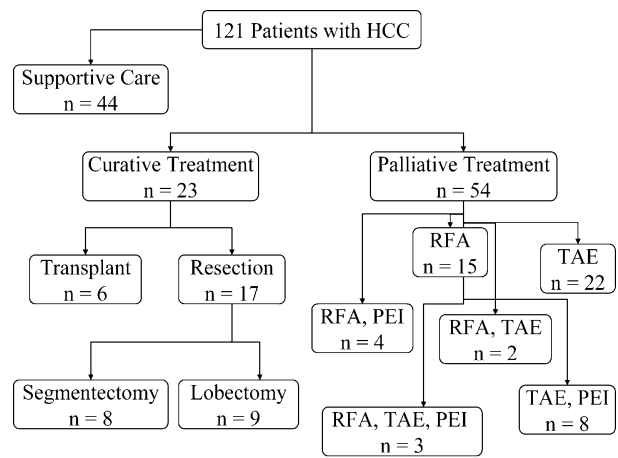 121 Patients with HCC
Supportive Care
n = 44
Curative Treatment
n = 23
Palliative Treatment
n = 54
Transplant
n = 6
Resection
n = 17
RFA
n = 15
TAE
n = 22
RFA, PEI
n = 4
RFA, TAE
n = 2
Segmentectomy
n = 8
Lobectomy
n = 9
RFA, TAE, PEI
n = 3
TAE, PEI
n = 8